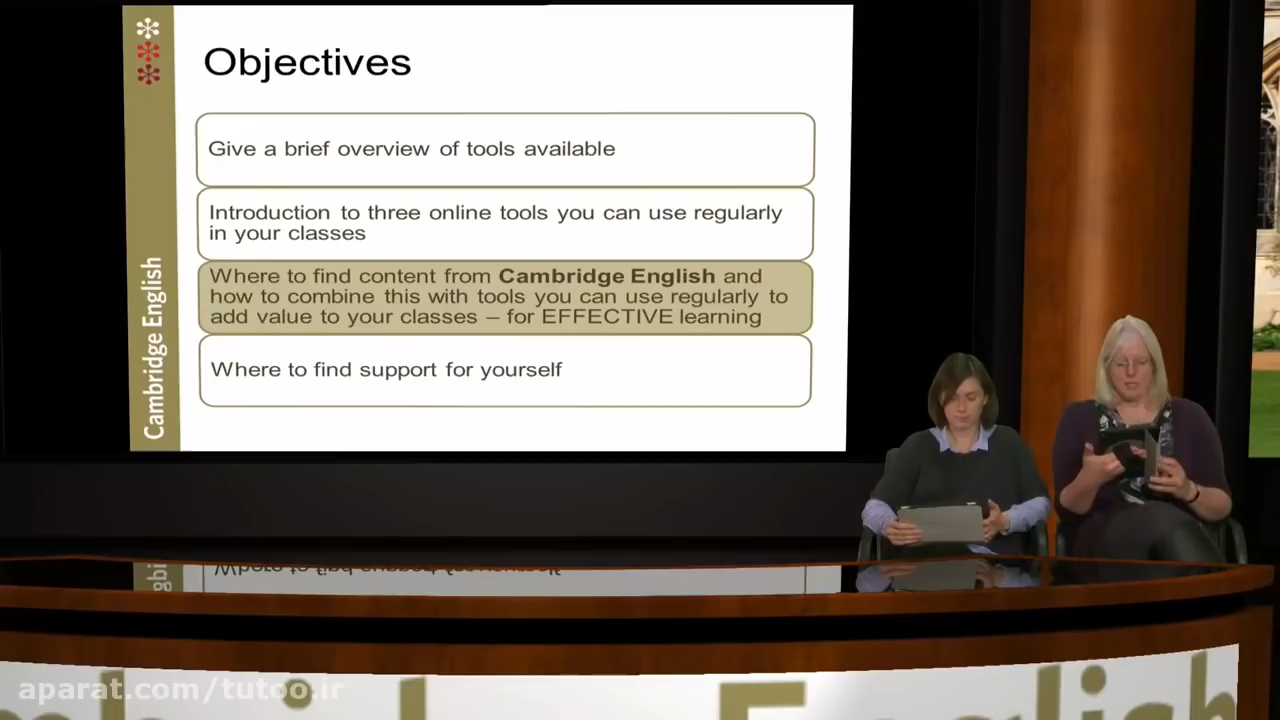 Objectives
Give a brief overview of tools available
Introduction to three online tools you can use regularly
in your classes
Where to find content from Cambridge English and
how to combine this with tools you can use regularly to
add value to your classes – for EFFECTIVE learning
Where to find support for yourself
Cambridge English
aparat.com/tutoo.ir
English